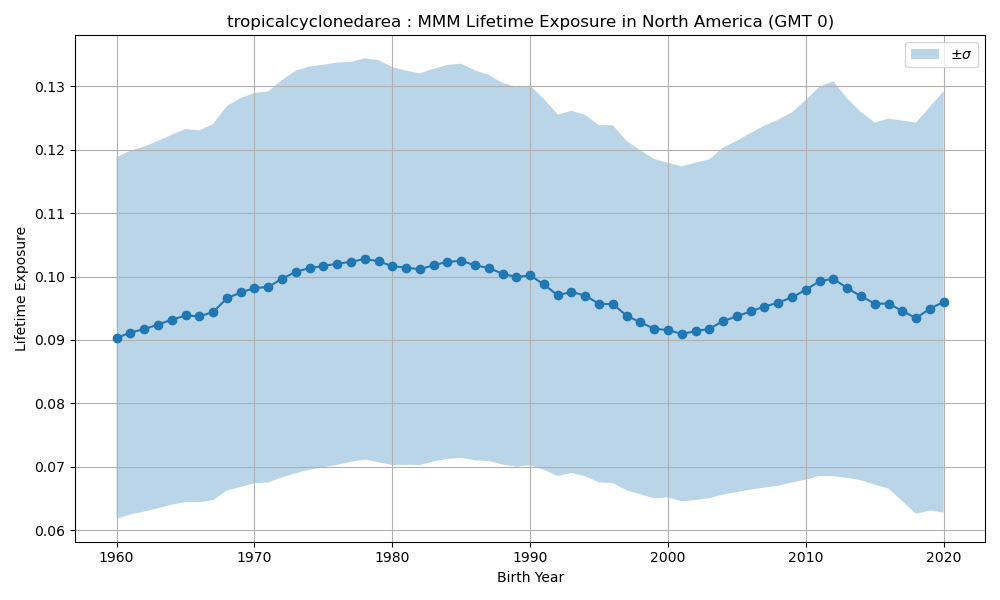 tropicalcyclonedarea : MMM Lifetime Exposure in North America (GMT 0)
±σ
0.13
0.12
0.11
0.10
0.09
0.08
0.07
0.06
Lifetime Exposure
1960 1970 1980 1990 2000 2010 2020
Birth Year